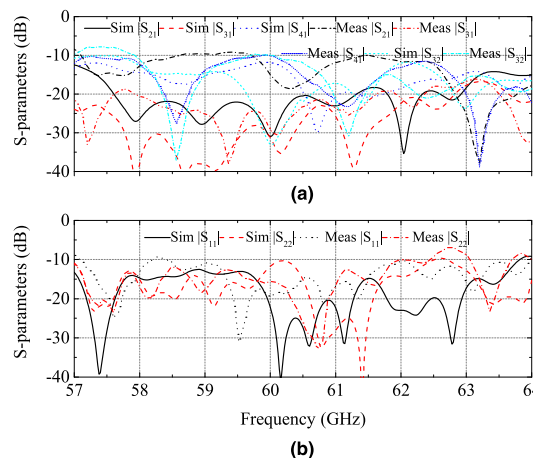 0
-10
-20
-30
-40
S-parameters (dB)
Sim |S21| Sim |S31| Sim |S41| Meas |S21| Meas |S31|
Meas |S41| Sim |S32| Meas |S32|
(a)
0
-10
-20
-30
-40
S-parameters (dB)
Sim |S11| Sim |S22| Meas |S11| Meas |S22|
57 58 59 60 61 62 63 64
Frequency (GHz)
(b)